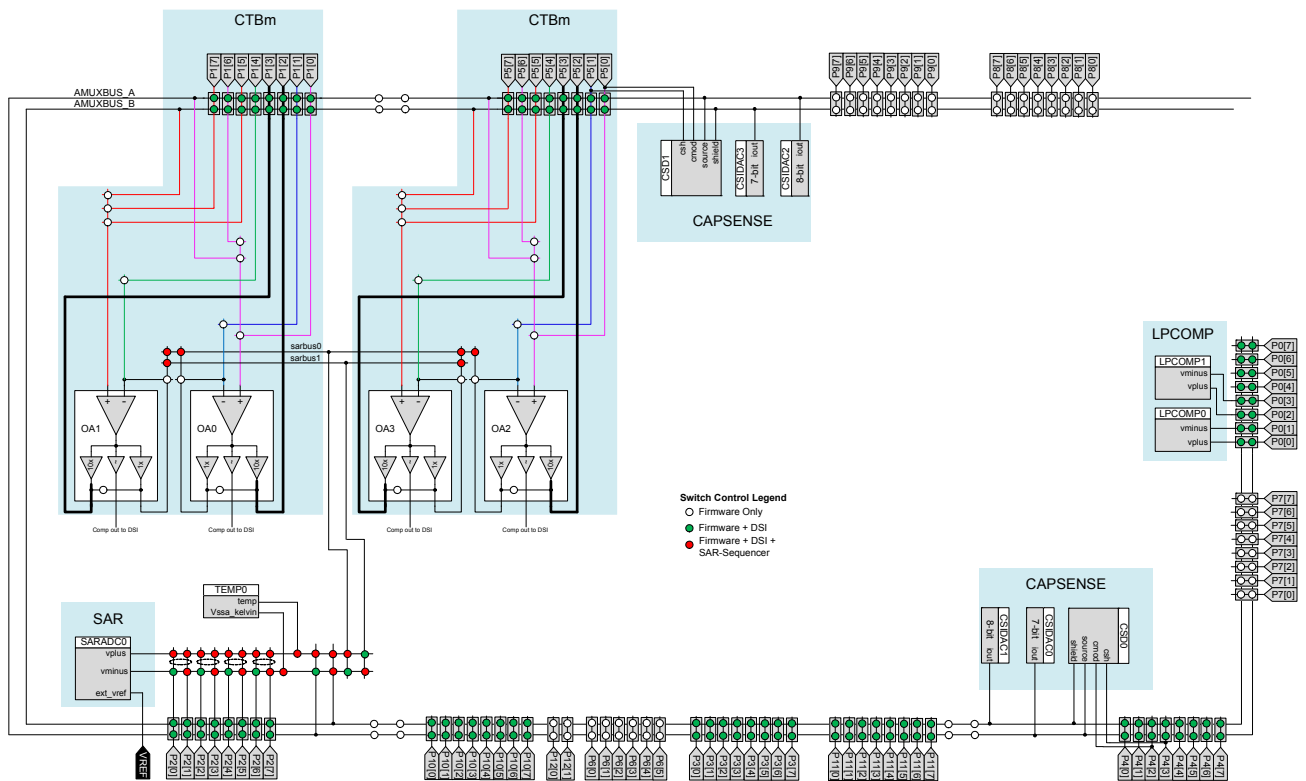 CTBm
CTBm
P1[7]
P1[6]
P1[5]
P1[4]
P1[3]
P1[2]
P1[1]
P1[0]
P5[7]
P5[6]
P5[5]
P5[4]
P5[3]
P5[2]
P5[1]
P5[0]
P9[7]
P9[6]
P9[5]
P9[4]
P9[3]
P9[2]
P9[1]
P9[0]
P8[7]
P8[6]
P8[5]
P8[4]
P8[3]
P8[2]
P8[1]
P8[0]
AMUXBUS_A
AMUXBUS_B
CSD1
csh
cmod
source
shield
CSIDAC3
7-bit
iout
CSIDAC2
8-bit
iout
CAPSENSE
sarbus0
sarbus1
LPCOMP
LPCOMP1
vminus
vplus
LPCOMP0
vminus
vplus
P0[7]
P0[6]
P0[5]
P0[4]
P0[3]
P0[2]
P0[1]
P0[0]
+ −
− +
+ −
− +
OA1
OA0
OA3
OA2
10x
~
1x
1x
~
10x
10x
~
1x
1x
~
10x
Comp out to DSI
Comp out to DSI
Comp out to DSI
Comp out to DSI
Switch Control Legend
Firmware Only
Firmware + DSI
Firmware + DSI +
SAR-Sequencer
P7[7]
P7[6]
P7[5]
P7[4]
P7[3]
P7[2]
P7[1]
P7[0]
TEMP0
temp
Vssa_kelvin
SAR
SARADC0
vplus
vminus
ext_vref
VREF
CAPSENSE
8-bit
iout
CSIDAC1
7-bit
iout
CSIDAC0
shield
source
cmod
csh
CSD0
P2[0]
P2[1]
P2[2]
P2[3]
P2[4]
P2[5]
P2[6]
P2[7]
P10[0]
P10[1]
P10[2]
P10[3]
P10[4]
P10[5]
P10[6]
P10[7]
P12[0]
P12[1]
P6[0]
P6[1]
P6[2]
P6[3]
P6[4]
P6[5]
P3[0]
P3[1]
P3[2]
P3[3]
P3[4]
P3[5]
P3[6]
P3[7]
P11[0]
P11[1]
P11[2]
P11[3]
P11[4]
P11[5]
P11[6]
P11[7]
P4[0]
P4[1]
P4[2]
P4[3]
P4[4]
P4[5]
P4[6]
P4[7]